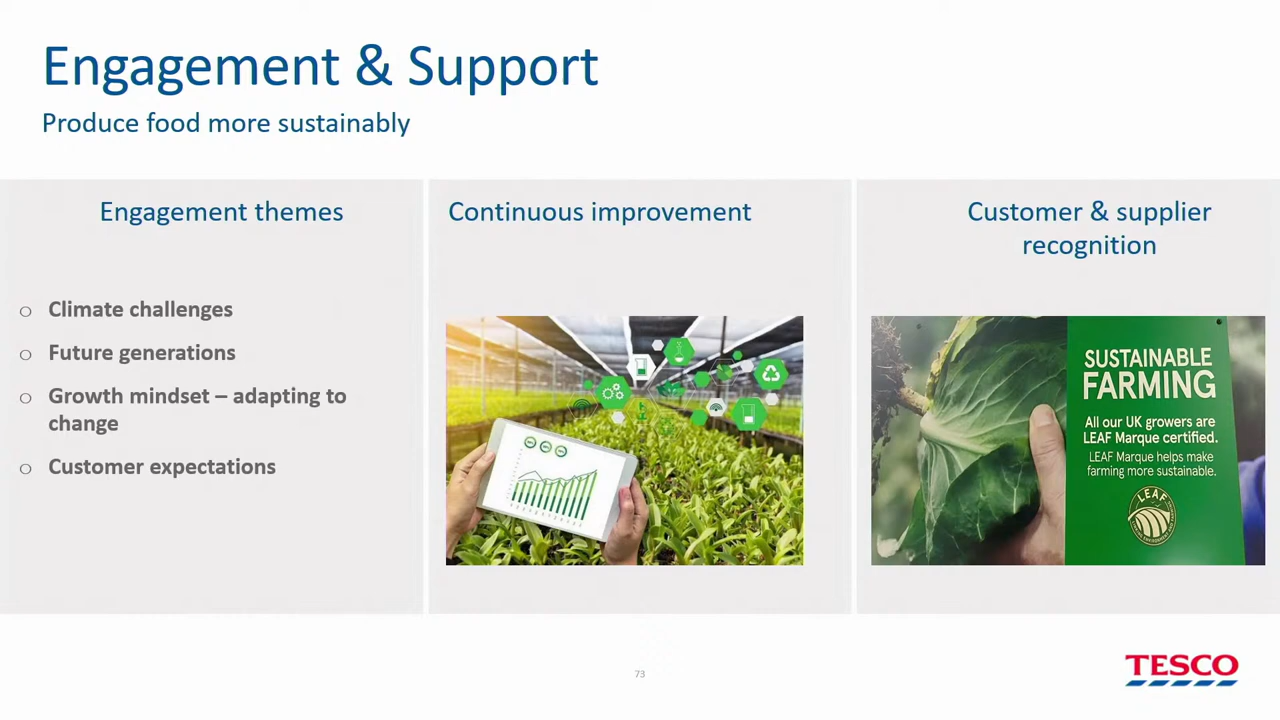 Engagement & Support
Produce food more sustainably
Engagement themes
o Climate challenges
o Future generations
o Growth mindset – adapting to
change
o Customer expectations
Continuous improvement
Customer & supplier
recognition
SUSTAINABLE
FARMING
All our UK growers are
LEAF Marque certified.
LEAF Marque helps make
farming more sustainable.
LEAF
73
TESCO